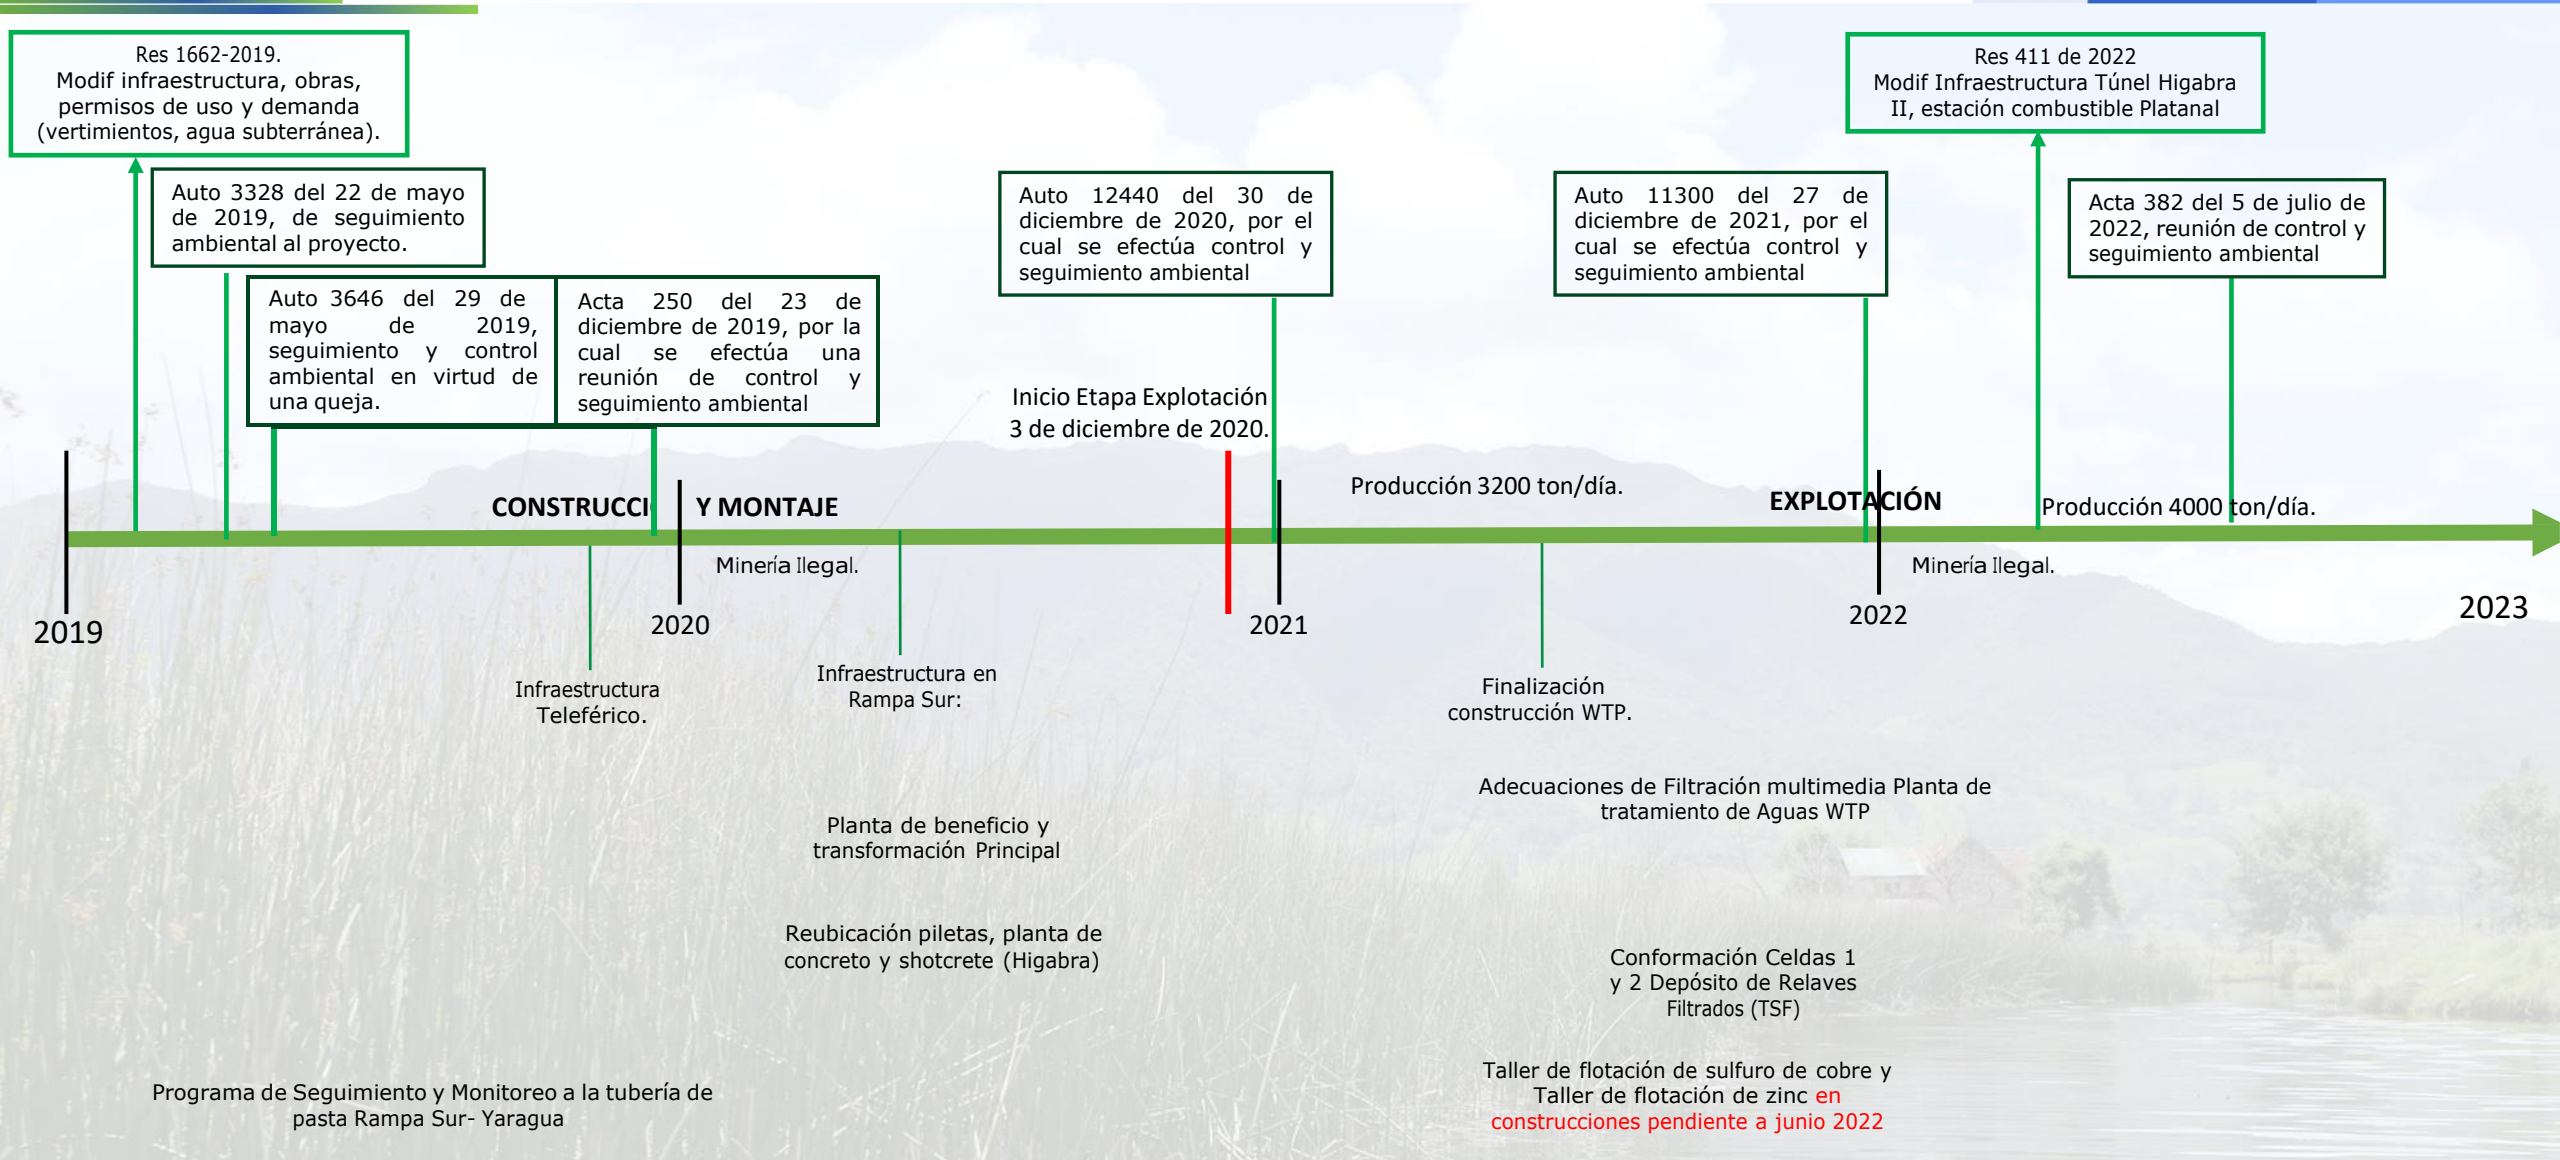 Res 1662-2019.
Modif infraestructura, obras,
permisos de uso y demanda
(vertimientos, agua subterránea).
Auto 3328 del 22 de mayo
de 2019, de seguimiento
ambiental al proyecto.
Auto 3646 del 29 de
mayo de 2019,
seguimiento y control
ambiental en virtud de
una queja.
Acta 250 del 23 de
diciembre de 2019, por la
cual se efectúa una
reunión de control y
seguimiento ambiental
Auto 12440 del 30 de
diciembre de 2020, por el
cual se efectúa control y
seguimiento ambiental
Inicio Etapa Explotación
3 de diciembre de 2020.
Auto 11300 del 27 de
diciembre de 2021, por el
cual se efectúa control y
seguimiento ambiental
Res 411 de 2022
Modif Infraestructura Túnel Higabra
II, estación combustible Platanal
Acta 382 del 5 de julio de
2022, reunión de control y
seguimiento ambiental
CONSTRUCCI Y MONTAJE
Producción 3200 ton/día.
EXPLOTACIÓN
Producción 4000 ton/día.
Minería Ilegal.
Minería Ilegal.
2019
2020
2021
2022
2023
Infraestructura
Teleférico.
Infraestructura en
Rampa Sur:
Finalización
construcción WTP.
Planta de beneficio y
transformación Principal
Adecuaciones de Filtración multimedia Planta de
tratamiento de Aguas WTP
Reubicación piletas, planta de
concreto y shotcrete (Higabra)
Conformación Celdas 1
y 2 Depósito de Relaves
Filtrados (TSF)
Programa de Seguimiento y Monitoreo a la tubería de
pasta Rampa Sur- Yaragua
Taller de flotación de sulfuro de cobre y
Taller de flotación de zinc en
construcciones pendiente a junio 2022